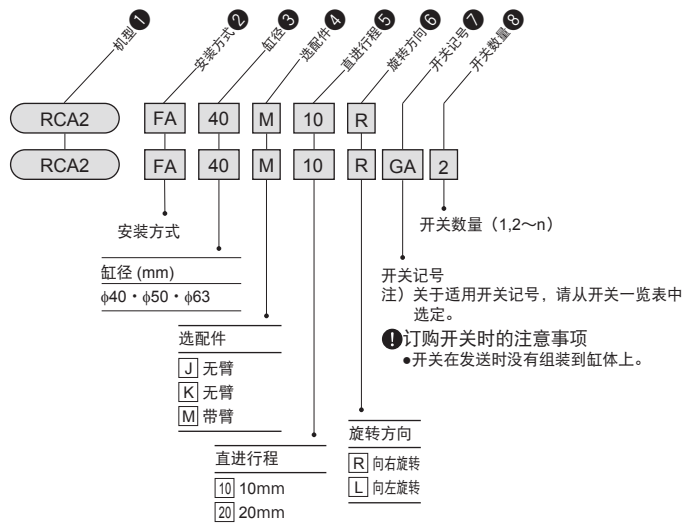 机型❶
安装方式❷
缸径❸
选配件❹
直进行程❺
旋转方向❻
开关记号❼
开关数量❽
RCA2 FA 40 M 10 R
RCA2 FA 40 M 10 R GA 2
安装方式
开关数量（1,2～n）
缸径 (mm)
ϕ40・ϕ50・ϕ63
开关记号
注）关于适用开关记号，请从开关一览表中
选定。
!订购开关时的注意事项
●开关在发送时没有组装到缸体上。
选配件
J 无臂
K 无臂
M 带臂
旋转方向
R 向右旋转
L 向左旋转
直进行程
10 10mm
20 20mm